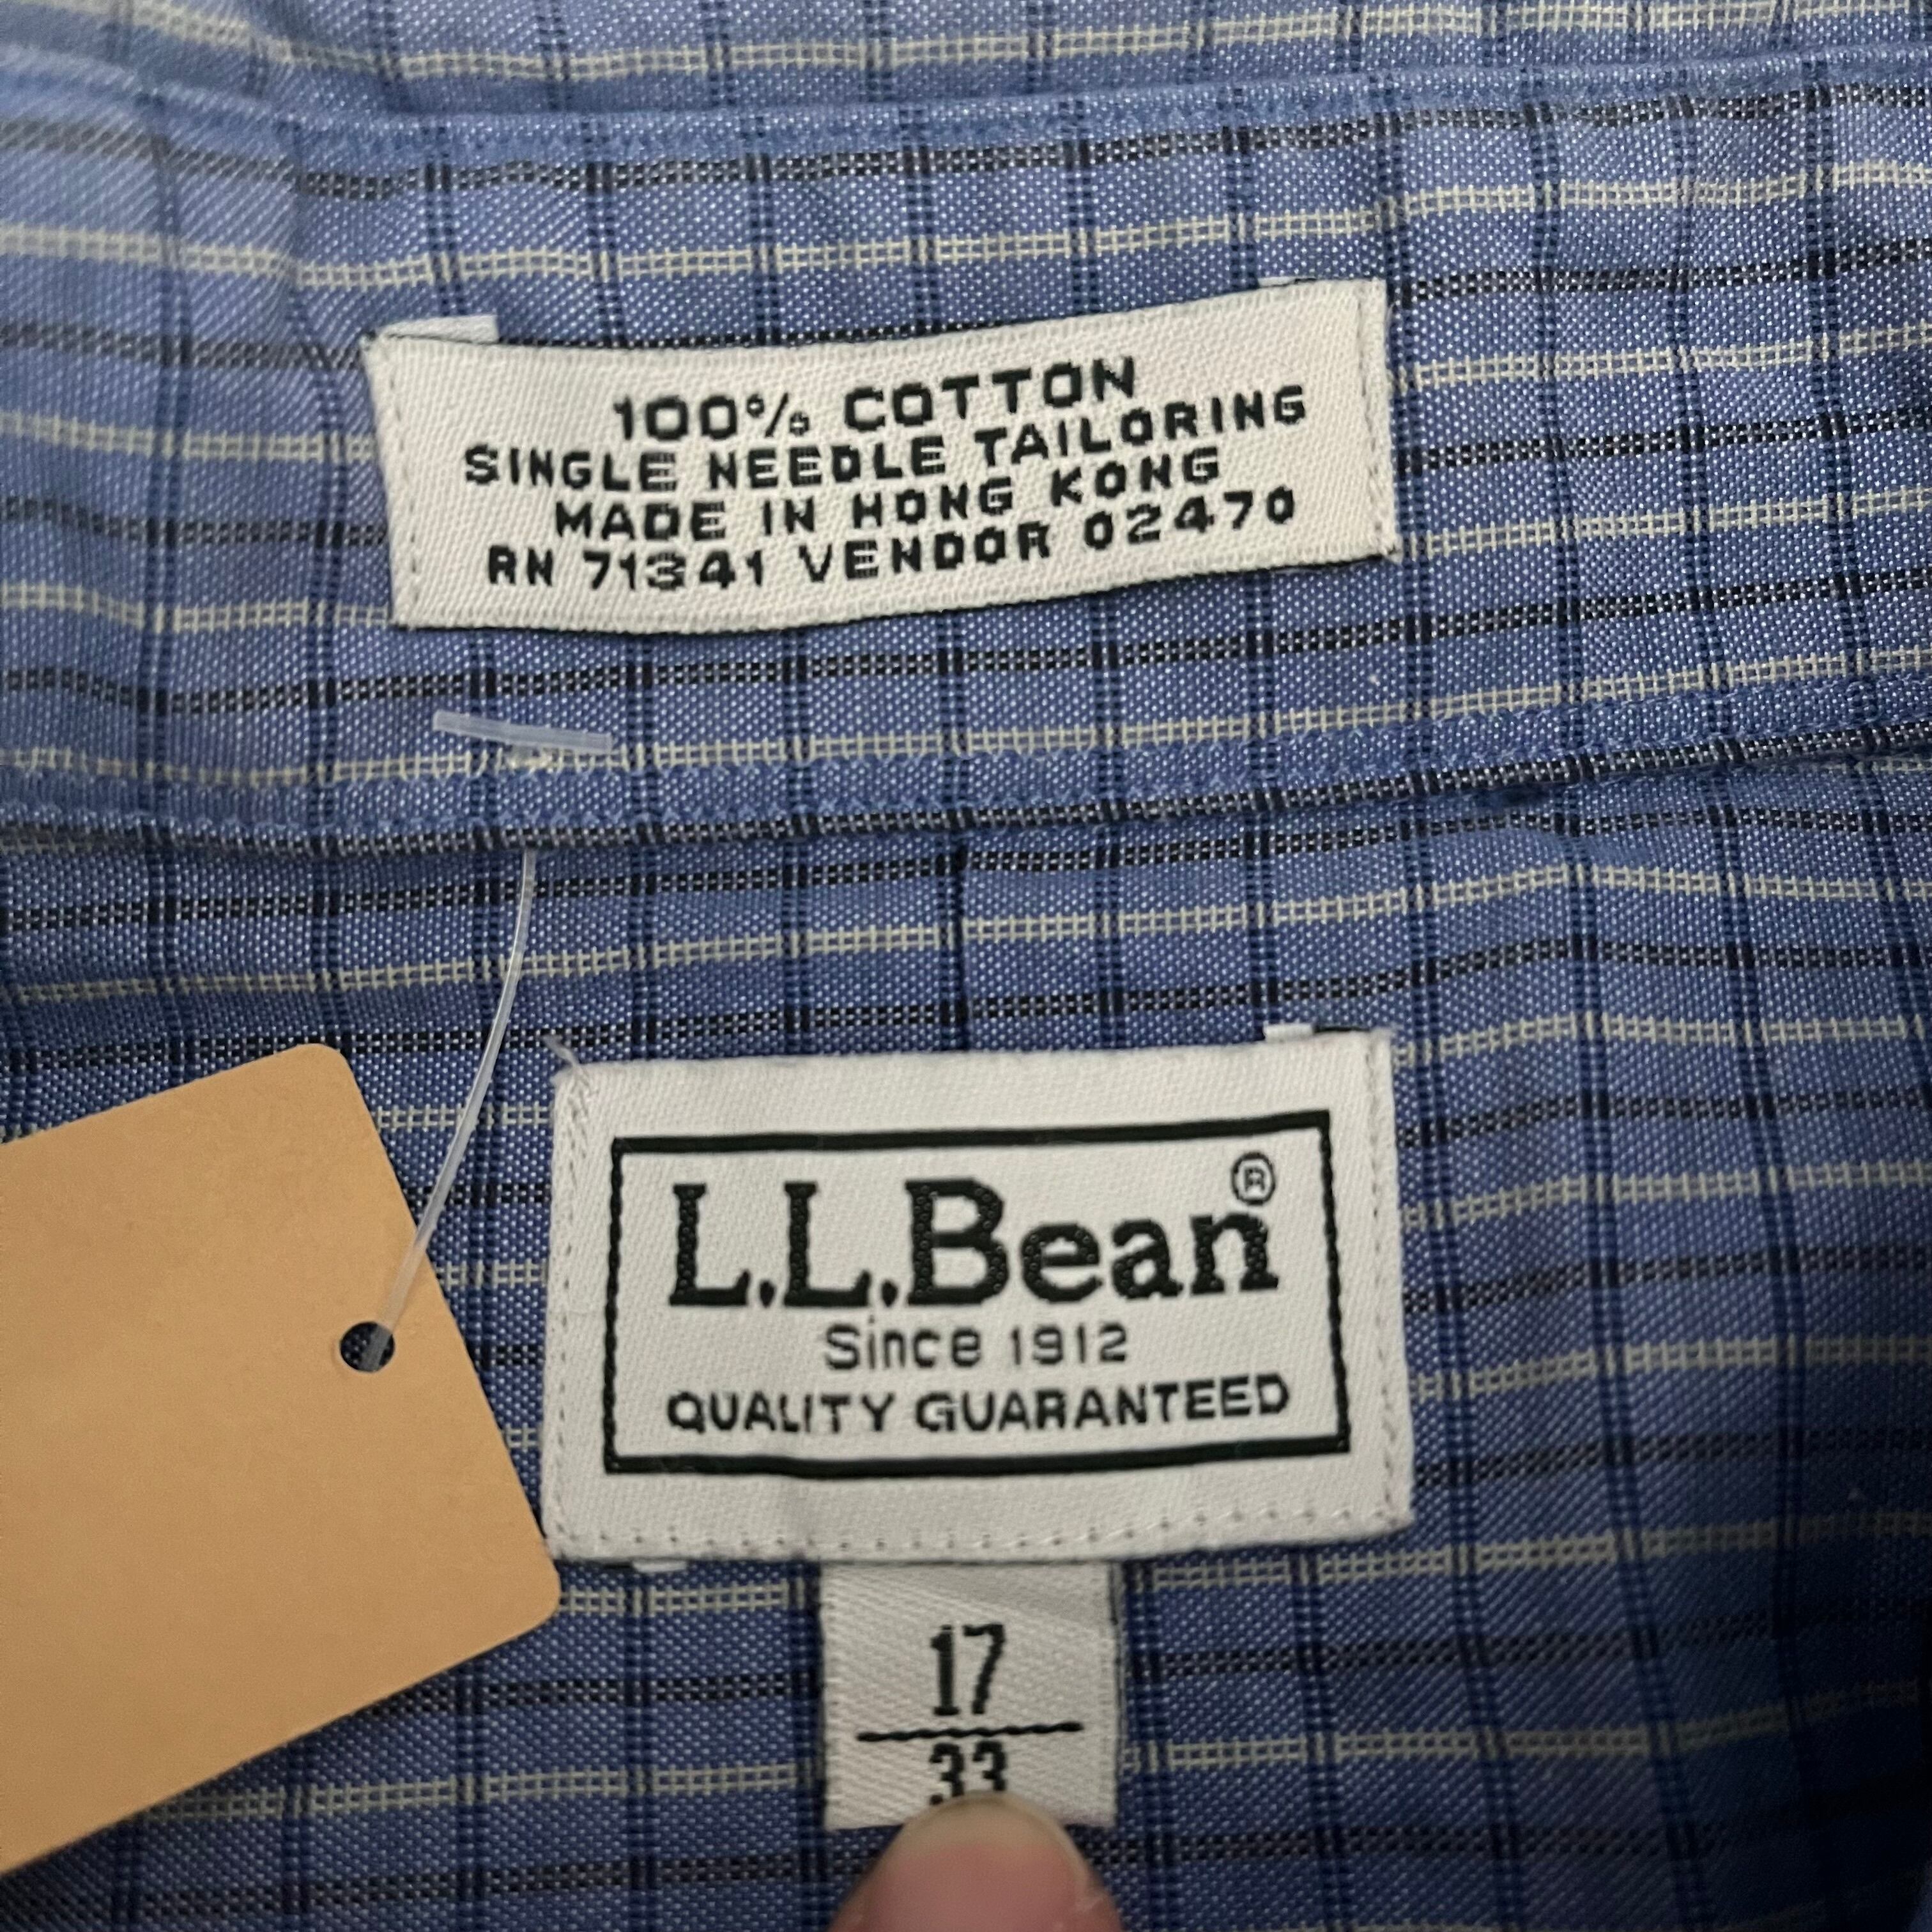 100% COTTON
SINGLE NEEDLE TAILORING
MADE IN HONG KONG
RN 71341 VENDOR 02470
L.L.Bean®
Since 1912
QUALITY GUARANTEED
17
33